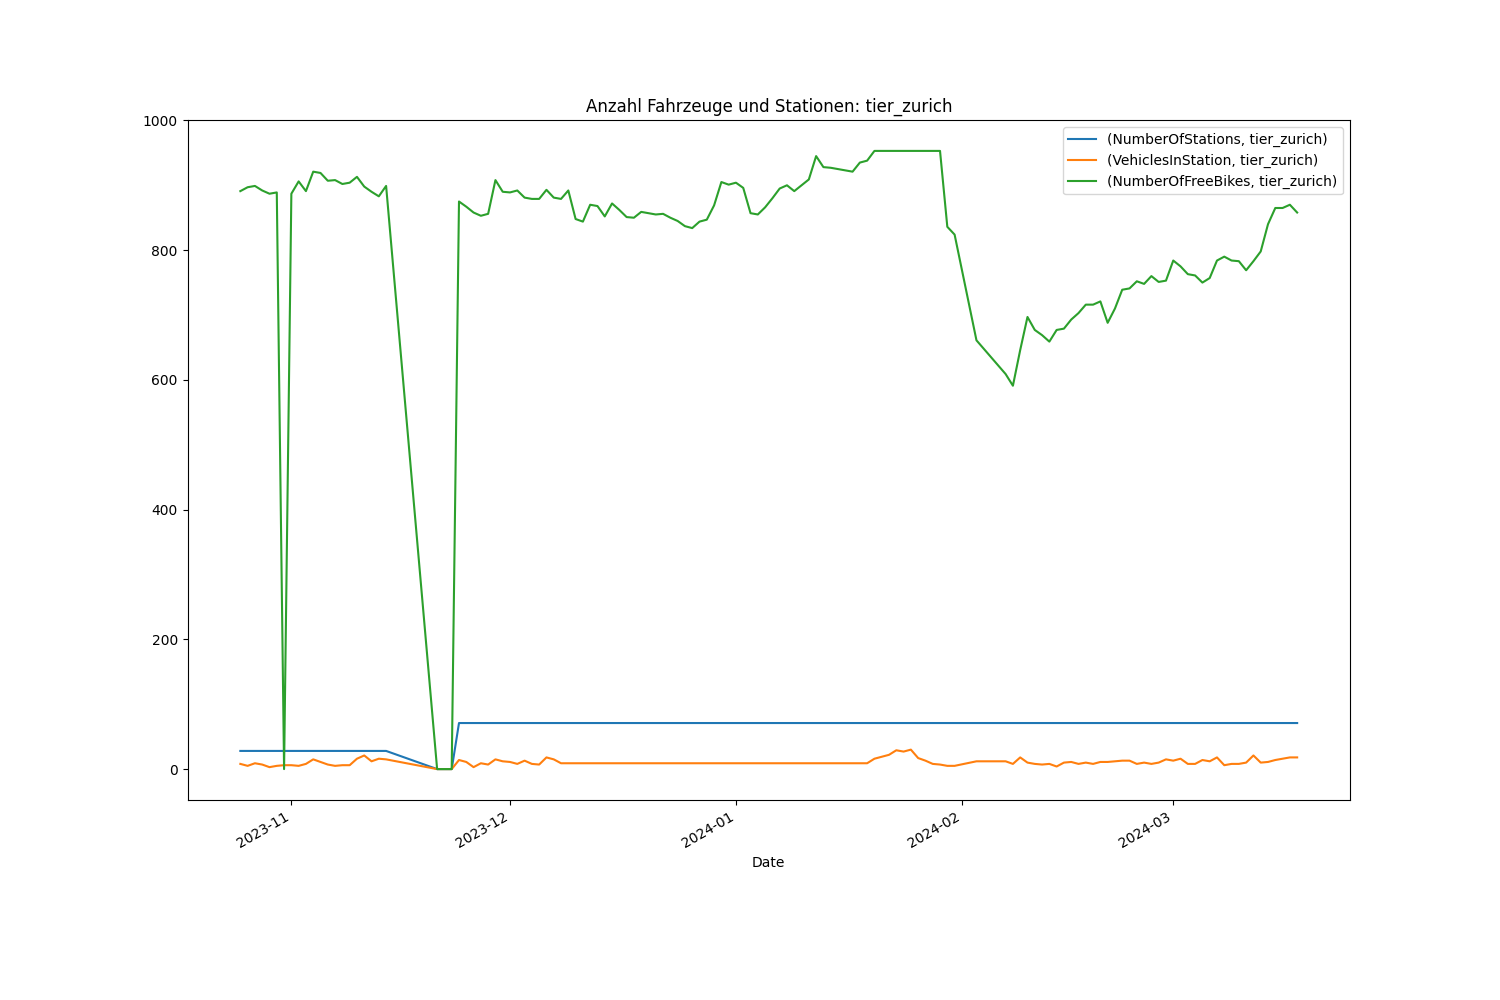 Anzahl Fahrzeuge und Stationen: tier_zurich
1000
800
600
400
200
0
(NumberOfStations, tier_zurich)
(VehiclesInStation, tier_zurich)
(NumberOfFreeBikes, tier_zurich)
2023-11
2023-12
2024-01
2024-02
2024-03
Date